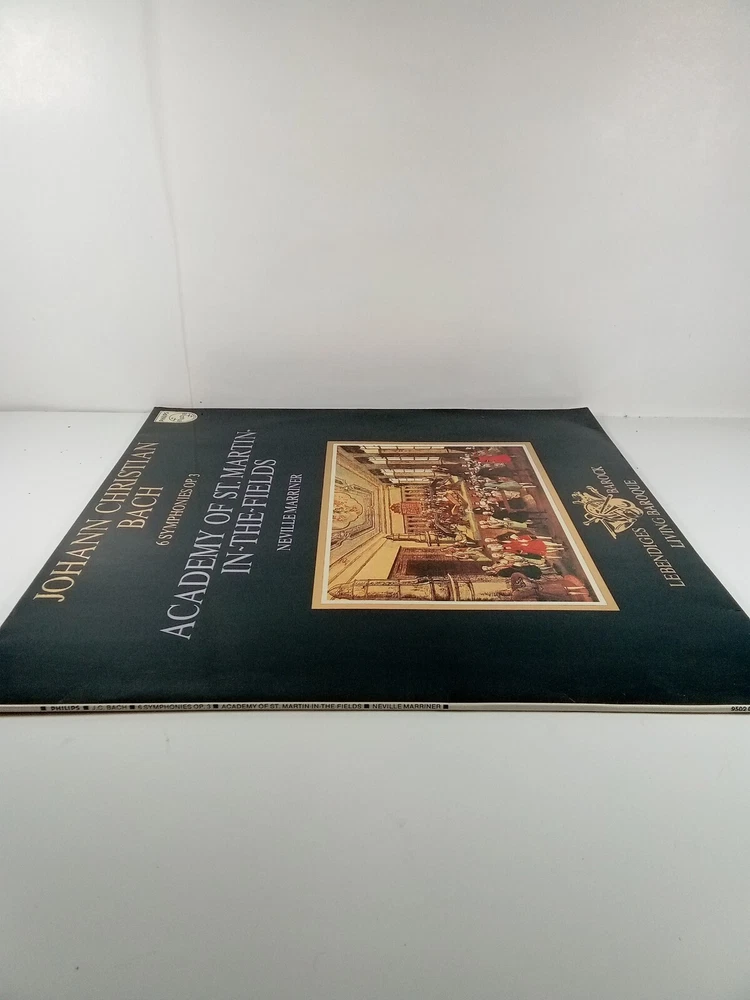 JOHANN CHRISTIAN
BACH
6 SYMPHONIES OP 3
ACADEMY OF ST. MARTIN-
IN-THE-FIELDS
NEVILLE MARRINER
LEBENDIGES BAROCK
LIVING BAROQUE
PHILIPS ■ J.C. BACH ■ 6 SYMPHONIES OP. 3 ■ ACADEMY OF ST. MARTIN-IN-THE-FIELDS ■ NEVILLE MARRINER ■